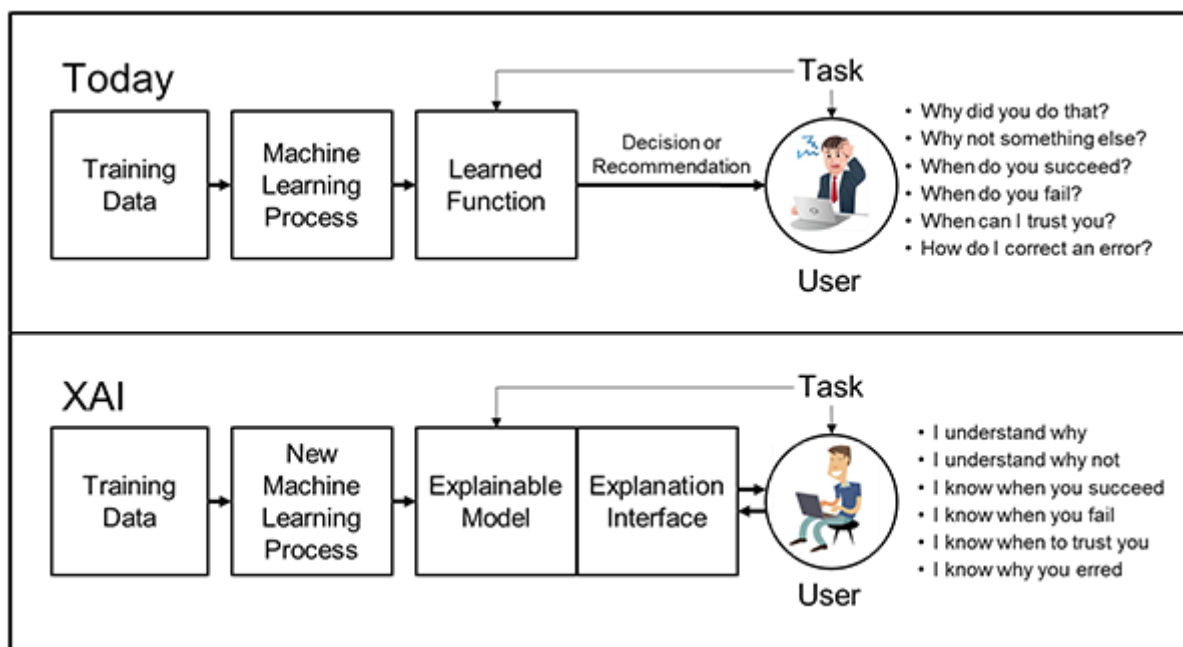 Today
Task
Training
Data
Machine
Learning
Process
Learned
Function
Decision or
Recommendation
User
• Why did you do that?
• Why not something else?
• When do you succeed?
• When do you fail?
• When can I trust you?
• How do I correct an error?
XAI
Task
Training
Data
New
Machine
Learning
Process
Explainable
Model
Explanation
Interface
User
• I understand why
• I understand why not
• I know when you succeed
• I know when you fail
• I know when to trust you
• I know why you erred